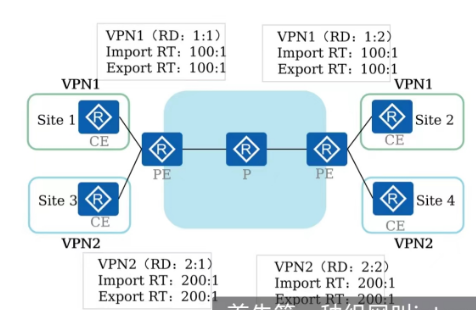 VPN1（RD：1:1）
Import RT：100:1
Export RT：100:1
VPN1（RD：1:2）
Import RT：100:1
Export RT：100:1
VPN1
VPN1
Site 1
R
CE
R
Site 2
CE
R
PE
R
P
R
PE
Site 3
R
CE
R
Site 4
CE
VPN2
VPN2
VPN2（RD：2:1）
Import RT：200:1
Export RT：200:1
VPN2（RD：2:2）
Import RT：200:1
Export RT：200:1